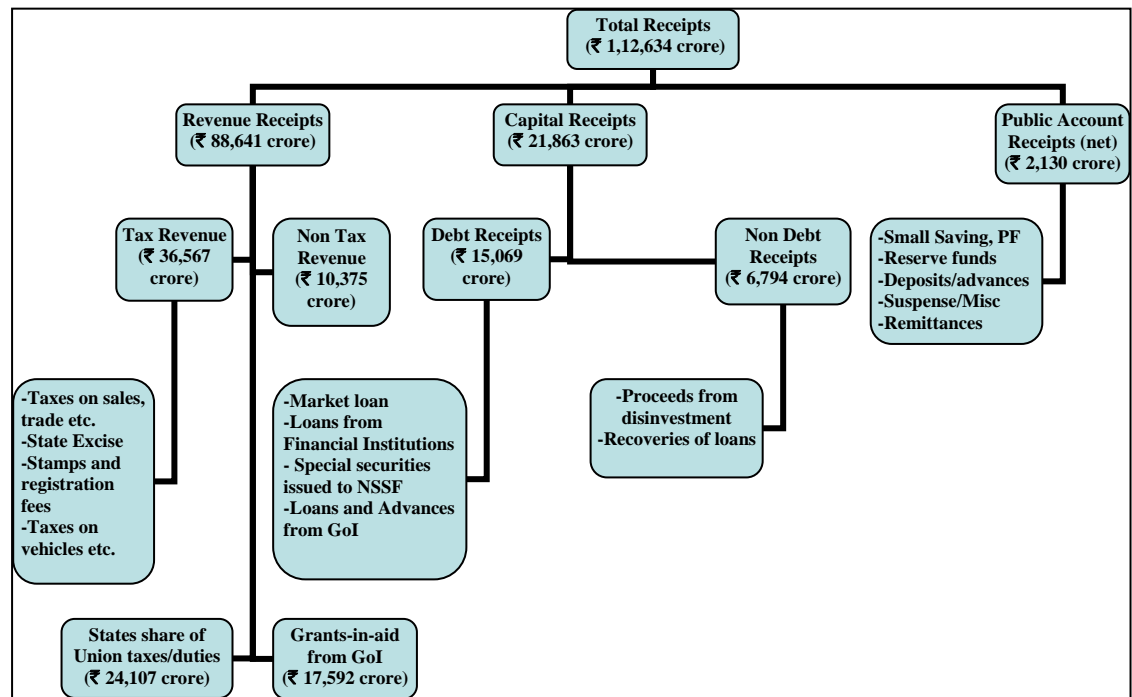 Total Receipts
(₹ 1,12,634 crore)
Revenue Receipts
(₹ 88,641 crore)
Capital Receipts
(₹ 21,863 crore)
Public Account
Receipts (net)
(₹ 2,130 crore)
Tax Revenue
(₹ 36,567
crore)
Non Tax
Revenue
(₹ 10,375
crore)
Debt Receipts
(₹ 15,069
crore)
Non Debt
Receipts
(₹ 6,794 crore)
-Small Saving, PF
-Reserve funds
-Deposits/advances
-Suspense/Misc
-Remittances
-Taxes on sales,
trade etc.
-State Excise
-Stamps and
registration
fees
-Taxes on
vehicles etc.
-Market loan
-Loans from
Financial Institutions
- Special securities
issued to NSSF
-Loans and Advances
from GoI
-Proceeds from
disinvestment
-Recoveries of loans
States share of
Union taxes/duties
(₹ 24,107 crore)
Grants-in-aid
from GoI
(₹ 17,592 crore)